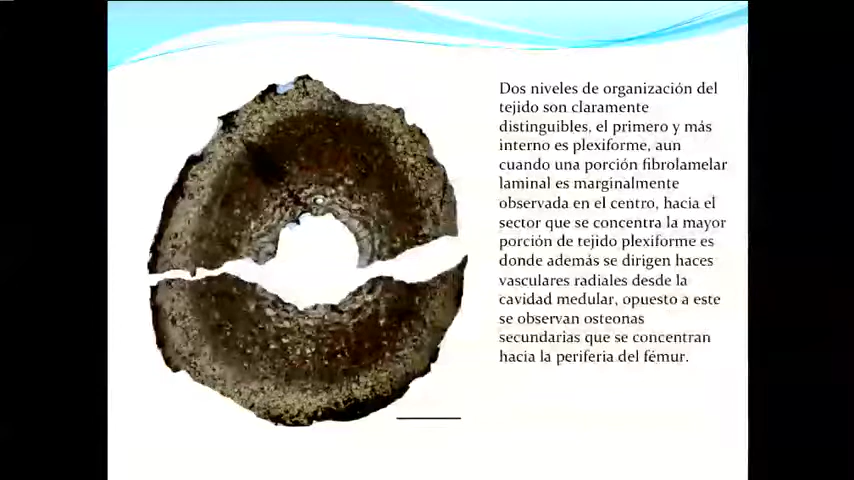 Dos niveles de organización del
tejido son claramente
distinguibles, el primero y más
interno es plexiforme, aun
cuando una porción fibrolamelar
laminal es marginalmente
observada en el centro, hacia el
sector que se concentra la mayor
porción de tejido plexiforme es
donde además se dirigen haces
vasculares radiales desde la
cavidad medular, opuesto a este
se observan osteonas
secundarias que se concentran
hacia la periferia del fémur.